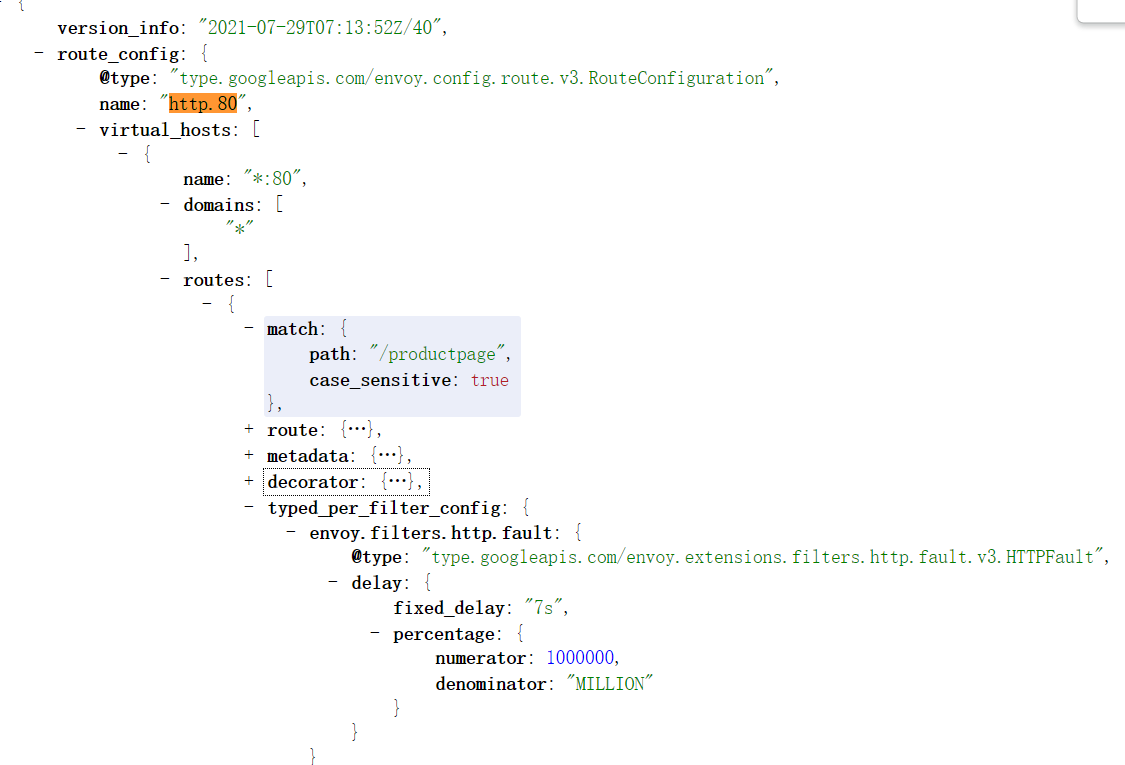 {
version_info: "2021-07-29T07:13:52Z/40",
- route_config: {
@type: "type.googleapis.com/envoy.config.route.v3.RouteConfiguration",
name: "http.80",
- virtual_hosts: [
- {
name: "*:80",
- domains: [
"*"
],
- routes: [
- {
- match: {
path: "/productpage",
case_sensitive: true
},
+ route: {…},
+ metadata: {…},
+ decorator: {…},
- typed_per_filter_config: {
- envoy.filters.http.fault: {
@type: "type.googleapis.com/envoy.extensions.filters.http.fault.v3.HTTPFault",
- delay: {
fixed_delay: "7s",
- percentage: {
numerator: 1000000,
denominator: "MILLION"
}
}
}